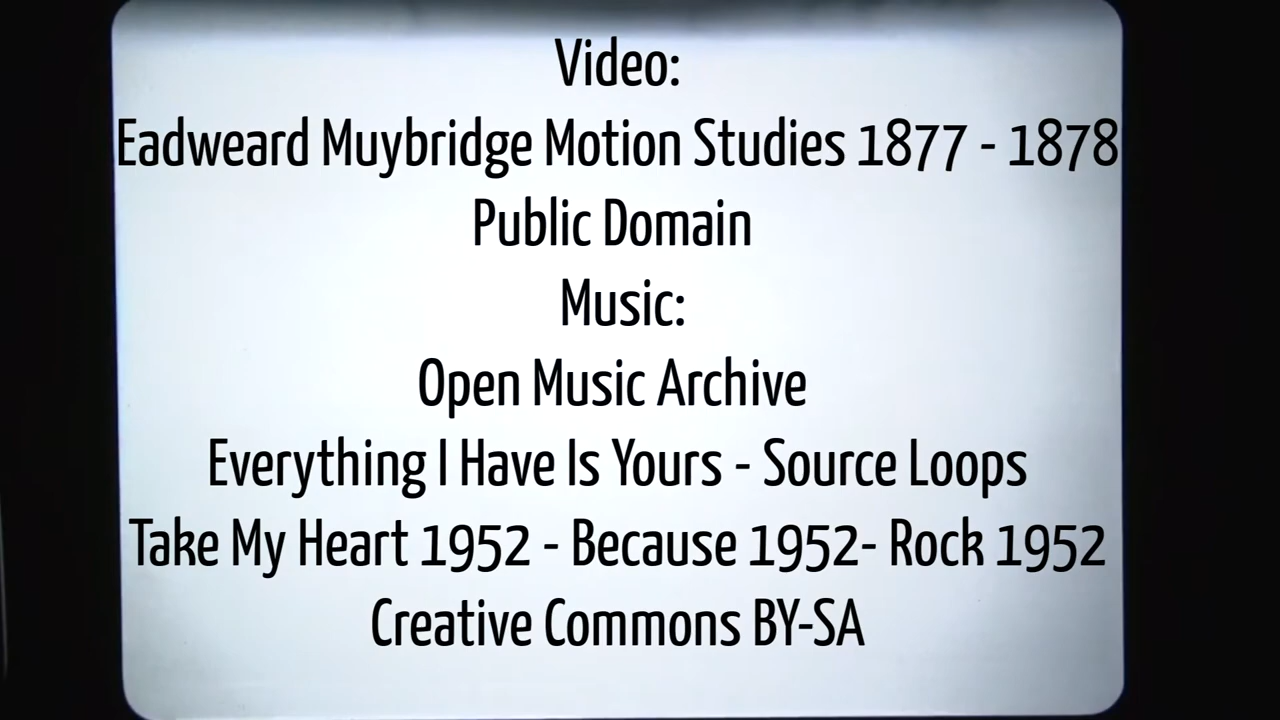 Video:
Eadweard Muybridge Motion Studies 1877 - 1878
Public Domain
Music:
Open Music Archive
Everything I Have Is Yours - Source Loops
Take My Heart 1952 - Because 1952- Rock 1952
Creative Commons BY-SA